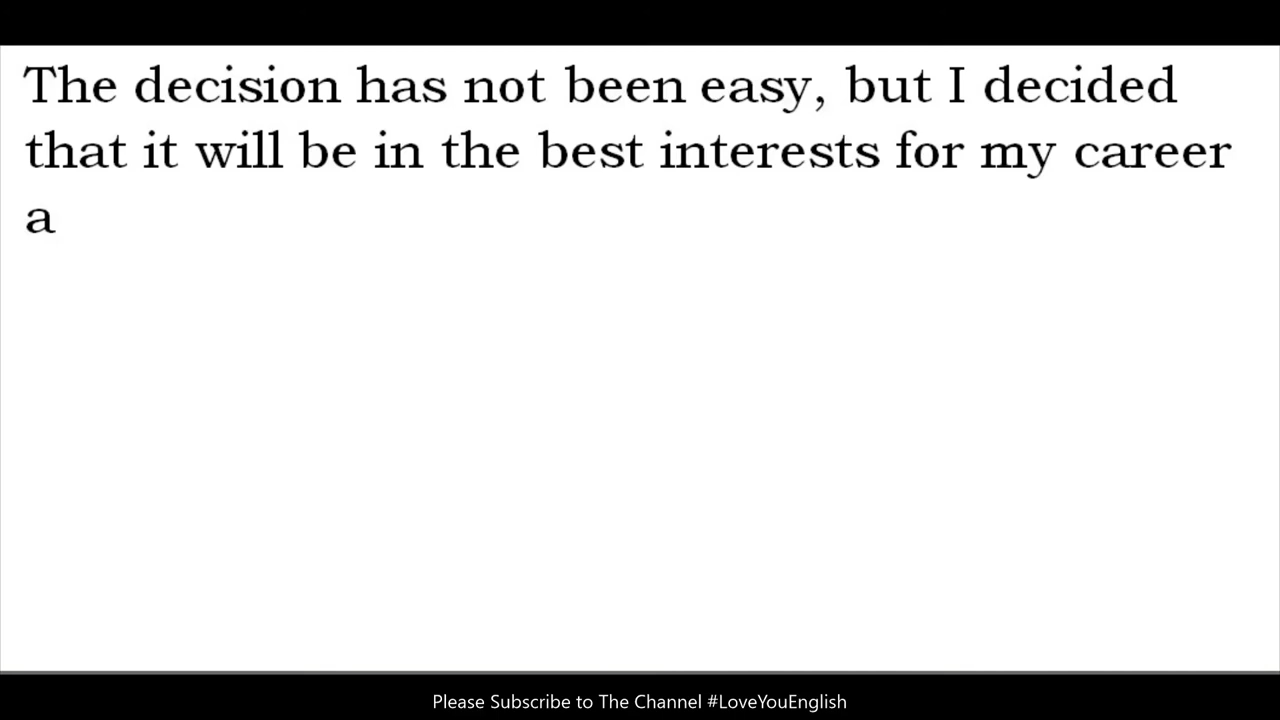 The decision has not been easy, but I decided
that it will be in the best interests for my career
a
Please Subscribe to The Channel #LoveYouEnglish